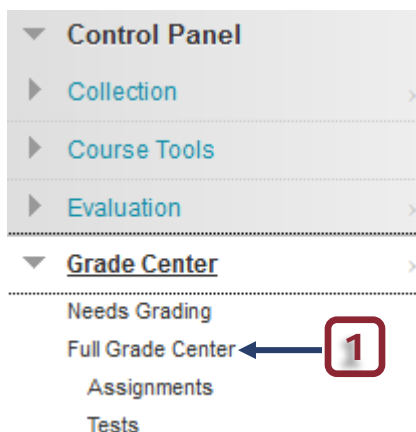 Control Panel
Collection
Course Tools
Evaluation
Grade Center
Needs Grading
Full Grade Center 1
Assignments
Tests